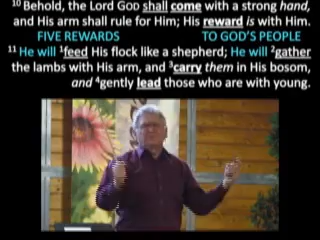 10 Behold, the Lord GOD shall come with a strong hand,
and His arm shall rule for Him; His reward is with Him.
FIVE REWARDS TO GOD'S PEOPLE
11 He will 1feed His flock like a shepherd; He will 2gather
the lambs with His arm, and 3carry them in His bosom,
and 4gently lead those who are with young.